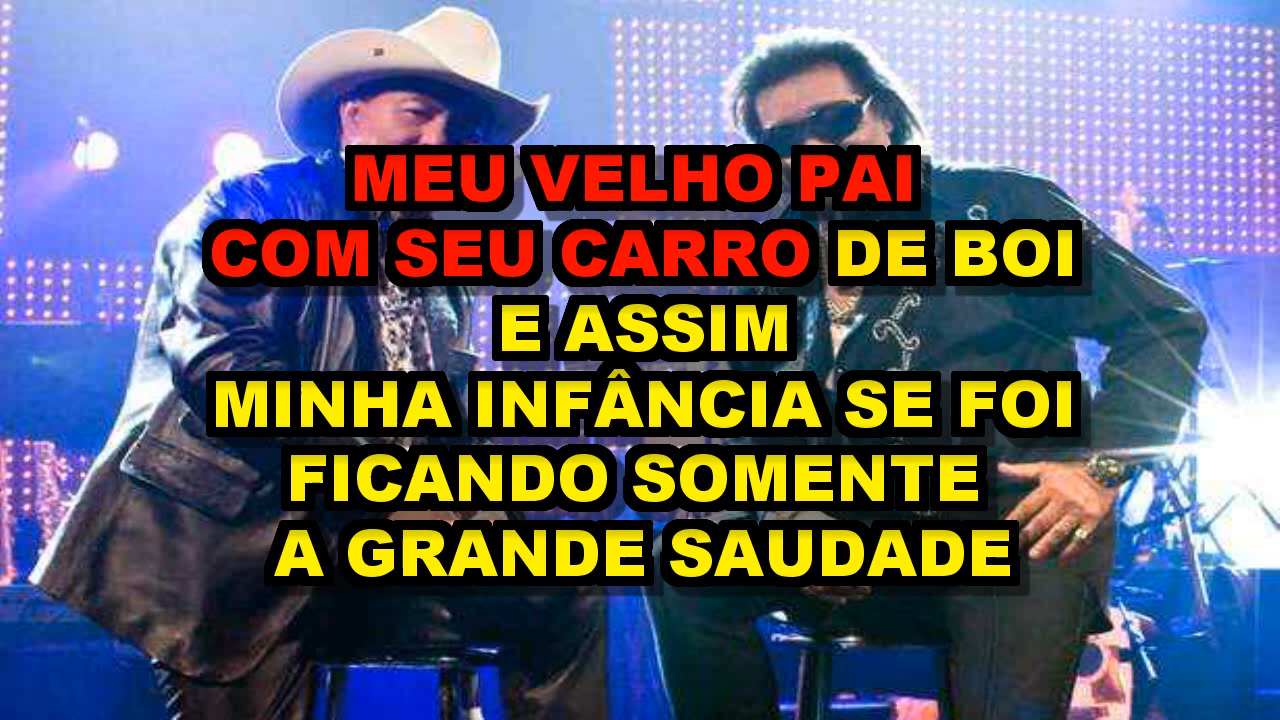 MEU VELHO PAI
COM SEU CARRO DE BOI
E ASSIM
MINHA INFÂNCIA SE FOI
FICANDO SOMENTE
A GRANDE SAUDADE